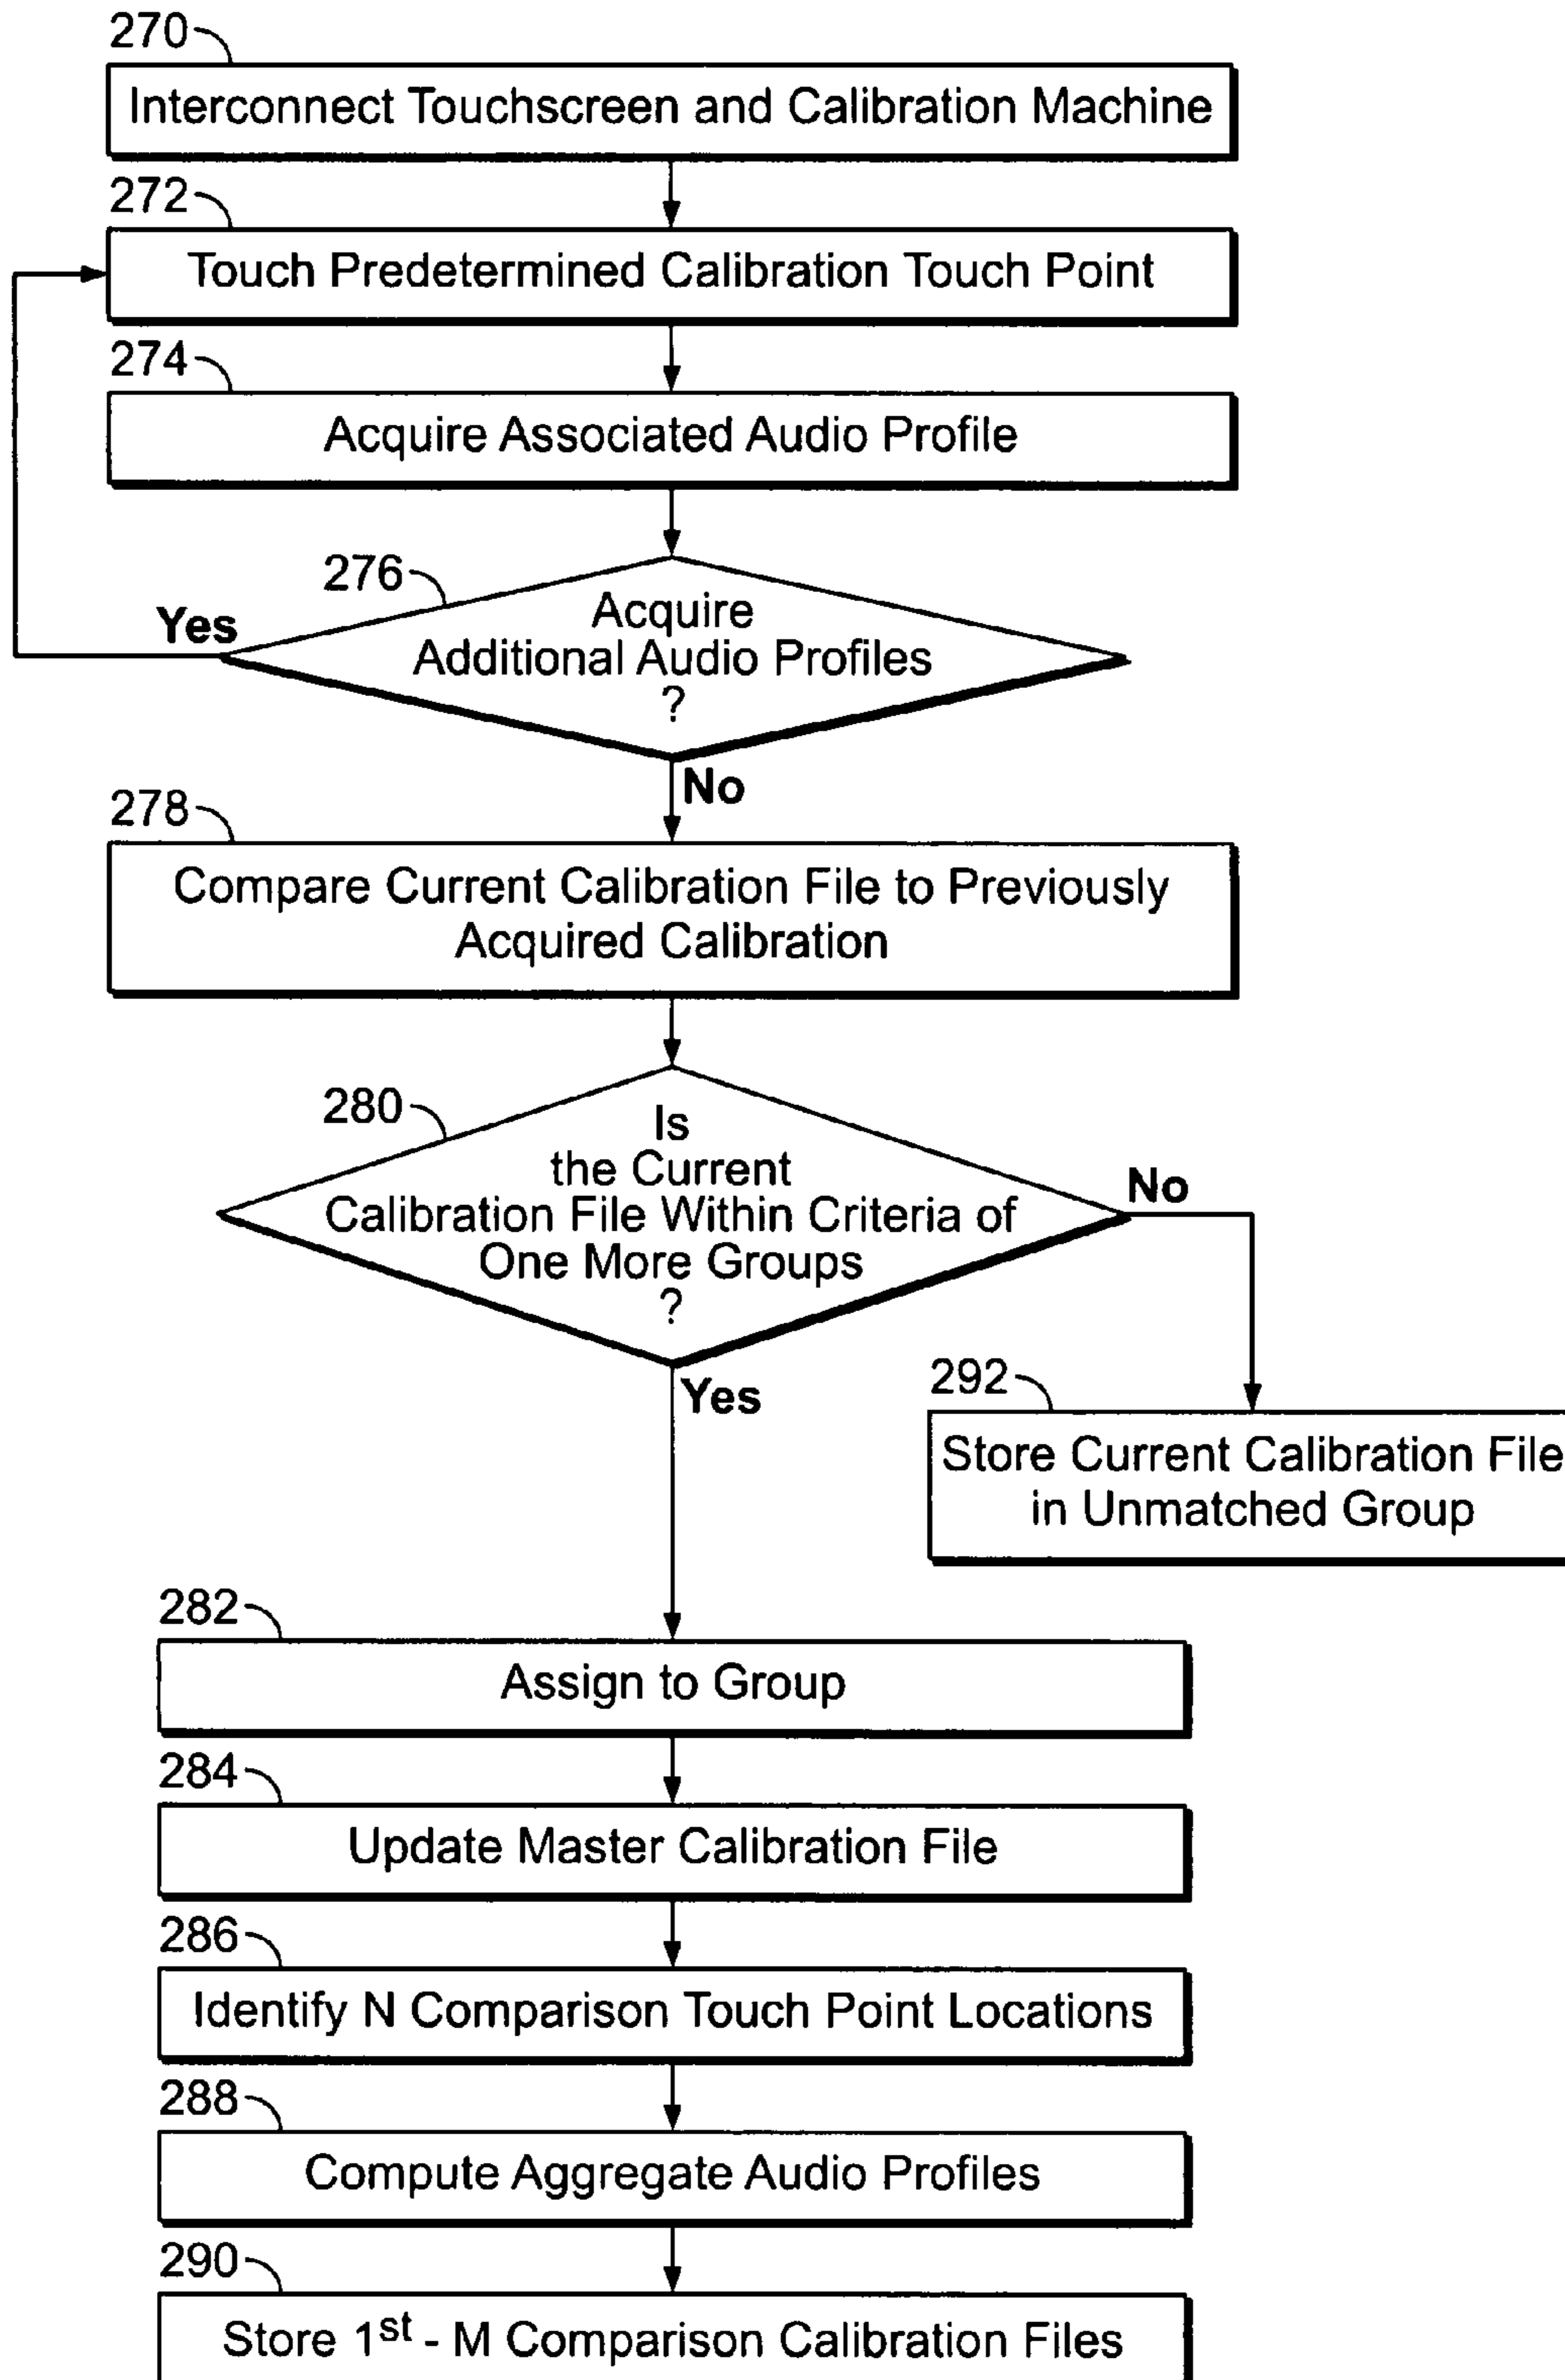 270
Interconnect Touchscreen and Calibration Machine
272
Touch Predetermined Calibration Touch Point
274
Acquire Associated Audio Profile
276
Acquire
Additional Audio Profiles
?
Yes
No
278
Compare Current Calibration File to Previously
Acquired Calibration
280
Is
the Current
Calibration File Within Criteria of
One More Groups
?
No
Yes
292
Store Current Calibration File
in Unmatched Group
282
Assign to Group
284
Update Master Calibration File
286
Identify N Comparison Touch Point Locations
288
Compute Aggregate Audio Profiles
290
Store 1st - M Comparison Calibration Files